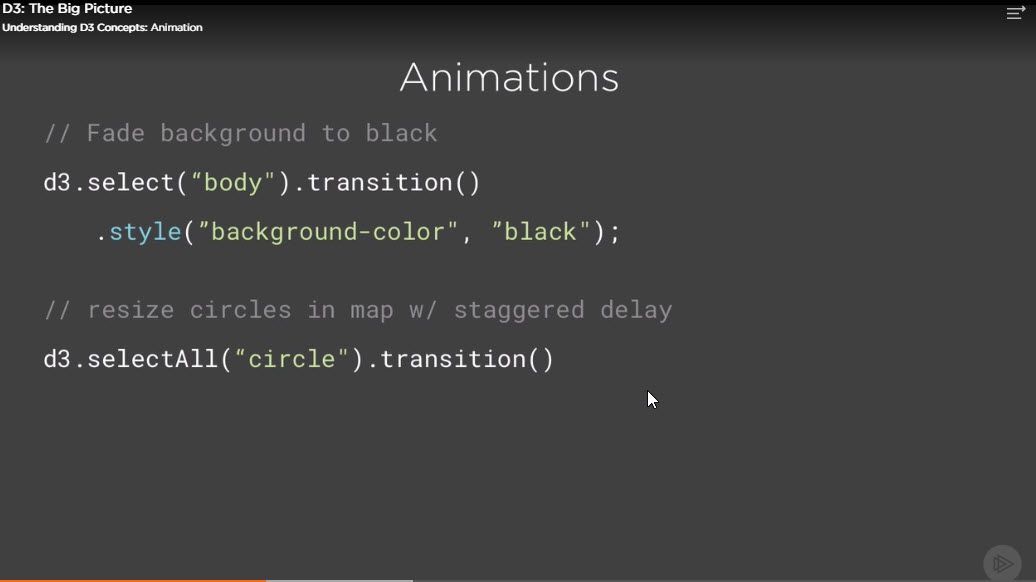 D3: The Big Picture
Understanding D3 Concepts: Animation
Animations
// Fade background to black
d3.select(“body").transition()
.style(”background-color", ”black");
// resize circles in map w/ staggered delay
d3.selectAll(“circle").transition()